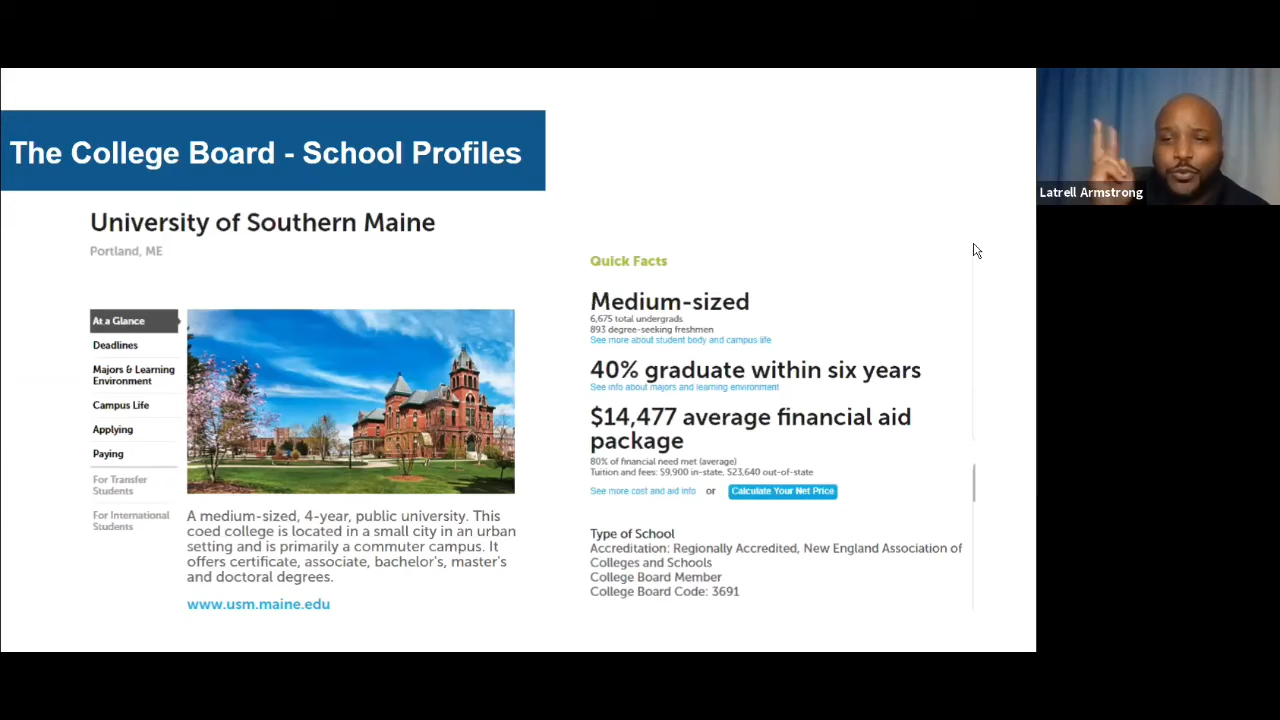 The College Board - School Profiles
University of Southern Maine
Portland, ME
At a Glance
Deadlines
Majors & Learning
Environment
Campus Life
Applying
Paying
For Transfer
Students
For International
Students
A medium-sized, 4-year, public university. This
coed college is located in a small city in an urban
setting and is primarily a commuter campus. It
offers certificate, associate, bachelor's, master's
and doctoral degrees.
www.usm.maine.edu
Quick Facts
Medium-sized
6,675 total undergrads
893 degree-seeking freshmen
See more about student body and campus life
40% graduate within six years
See info about majors and learning environment
$14,477 average financial aid
package
80% of financial need met (average)
Tuition and fees: $9,900 in-state, $23,640 out-of-state
See more cost and aid info or Calculate Your Net Price
Type of School
Accreditation: Regionally Accredited, New England Association of
Colleges and Schools
College Board Member
College Board Code: 3691
Latrell Armstrong